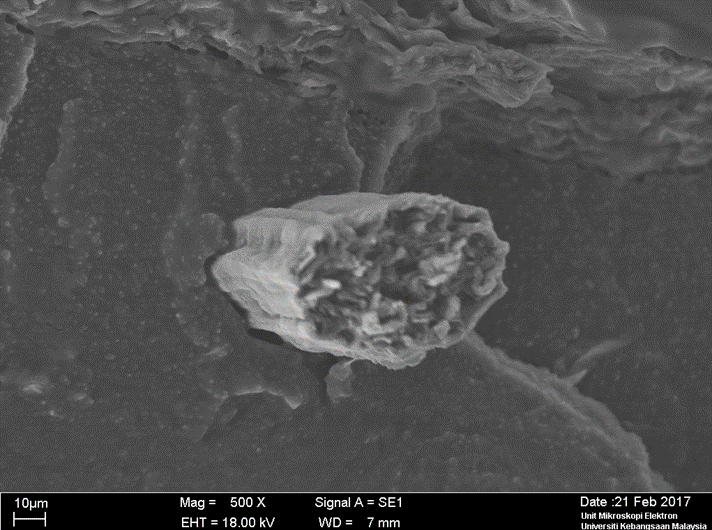 10µm
Mag = 500 X
Signal A = SE1
Date :21 Feb 2017
EHT = 18.00 kV
WD = 7 mm
Unit Mikroskopi Elektron
Universiti Kebangsaan Malaysia